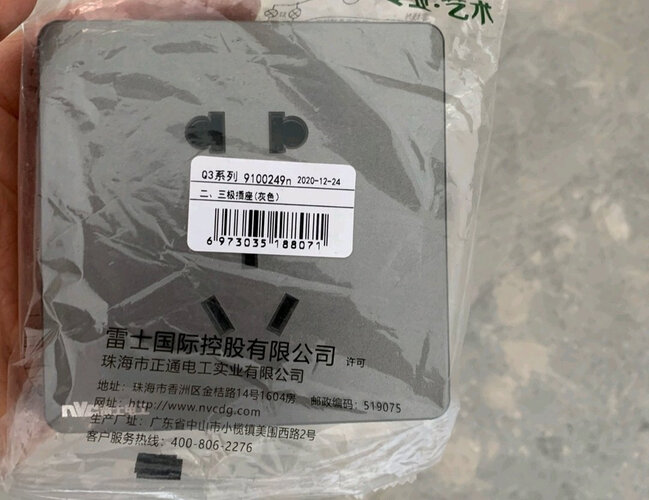 Q3系列 9100249n 2020-12-24
二、三极插座(灰色)
6 973035 188071
雷士国际控股有限公司 许可
珠海市正通电工实业有限公司
地址：珠海市香洲区金桔路14号1604房 邮政编码：519075
网址：http://www.nvcdg.com
生产厂址：广东省中山市小榄镇美围西路2号
客户服务热线：400-806-2276